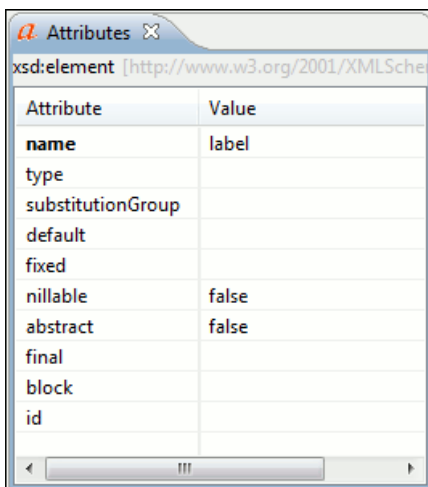 a Attributes
xsd:element [http://www.w3.org/2001/XMLScher
Attribute Value
name label
type
substitutionGroup
default
fixed
nillable false
abstract false
final
block
id